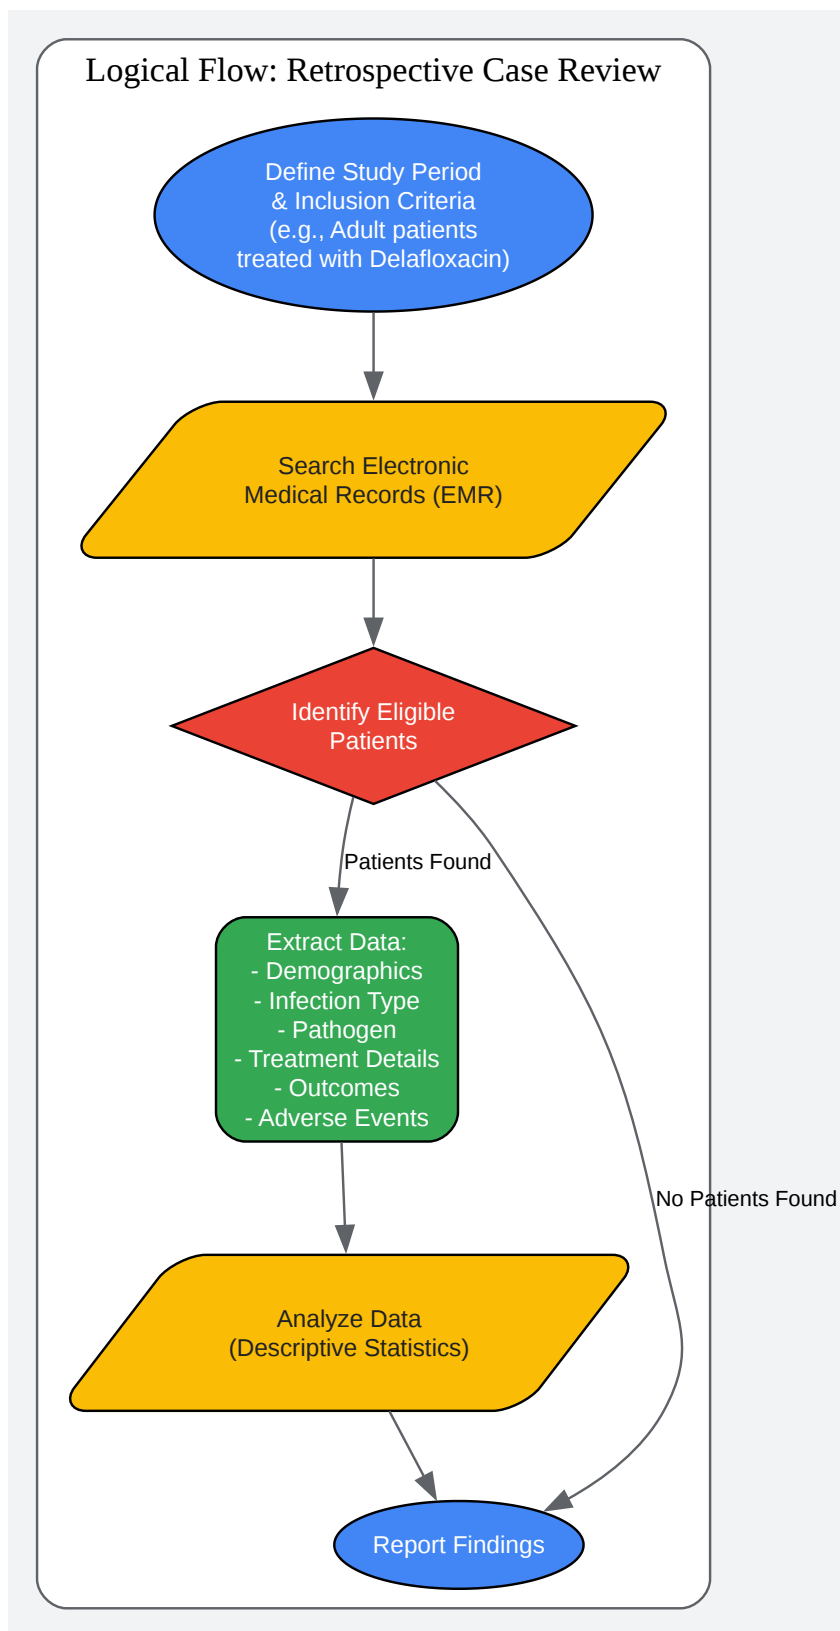 Logical Flow: Retrospective Case Review
Define Study Period
& Inclusion Criteria
(e.g., Adult patients
treated with Delafloxacin)
Search Electronic
Medical Records (EMR)
Identify Eligible
Patients
Patients Found
Extract Data:
- Demographics
- Infection Type
- Pathogen
- Treatment Details
- Outcomes
- Adverse Events
No Patients Found
Analyze Data
(Descriptive Statistics)
Report Findings